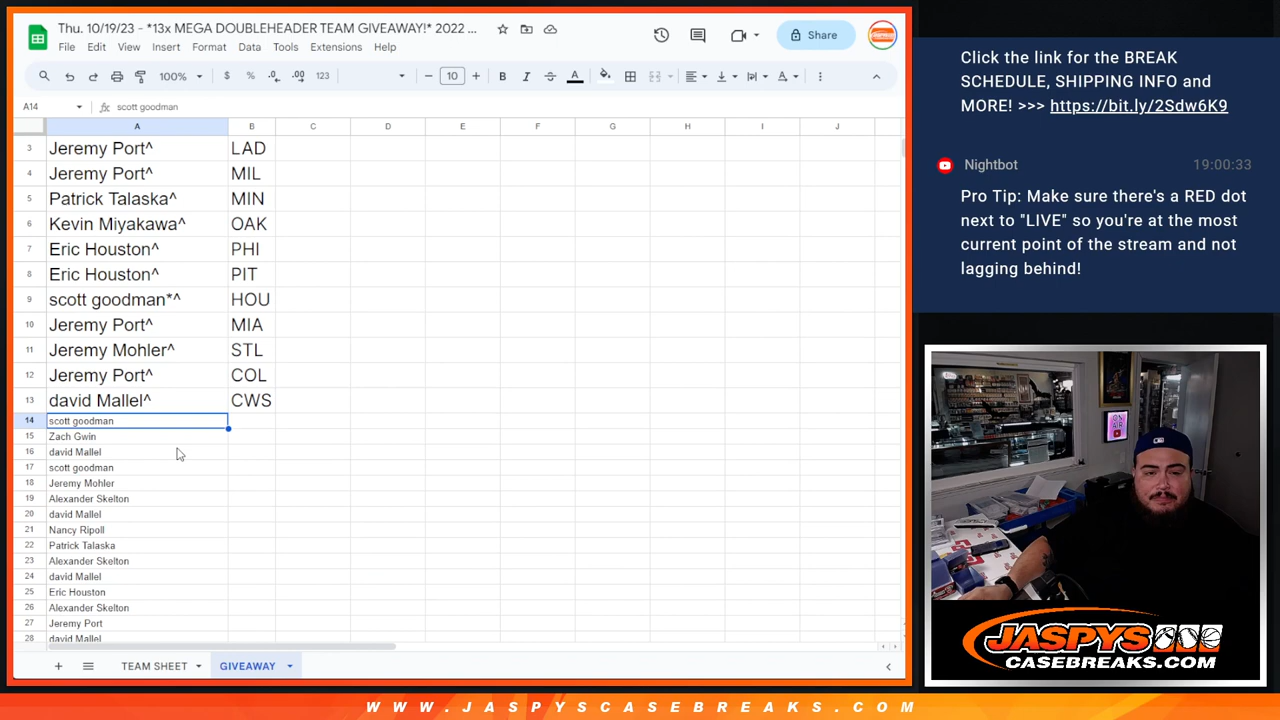 Thu. 10/19/23 - *13x MEGA DOUBLEHEADER TEAM GIVEAWAY!* 2022 ...
File Edit View Insert Format Data Tools Extensions Help
Share
100% $ % .0 .00 123 10 B I A
A14 scott goodman
A B C D E F G H I J
3 Jeremy Port^ LAD
4 Jeremy Port^ MIL
5 Patrick Talaska^ MIN
6 Kevin Miyakawa^ OAK
7 Eric Houston^ PHI
8 Eric Houston^ PIT
9 scott goodman*^ HOU
10 Jeremy Port^ MIA
11 Jeremy Mohler^ STL
12 Jeremy Port^ COL
13 david Mallel^ CWS
14 scott goodman
15 Zach Gwin
16 david Mallel
17 scott goodman
18 Jeremy Mohler
19 Alexander Skelton
20 david Mallel
21 Nancy Ripoll
22 Patrick Talaska
23 Alexander Skelton
24 david Mallel
25 Eric Houston
26 Alexander Skelton
27 Jeremy Port
28 david Mallel
+ TEAM SHEET GIVEAWAY
Click the link for the BREAK
SCHEDULE, SHIPPING INFO and
MORE! >>> https://bit.ly/2Sdw6K9
Nightbot 19:00:33
Pro Tip: Make sure there's a RED dot
next to "LIVE" so you're at the most
current point of the stream and not
lagging behind!
ON AIR
JASPYS
CASEBREAKS.COM
WWW.JASPYSCASEBREAKS.COM